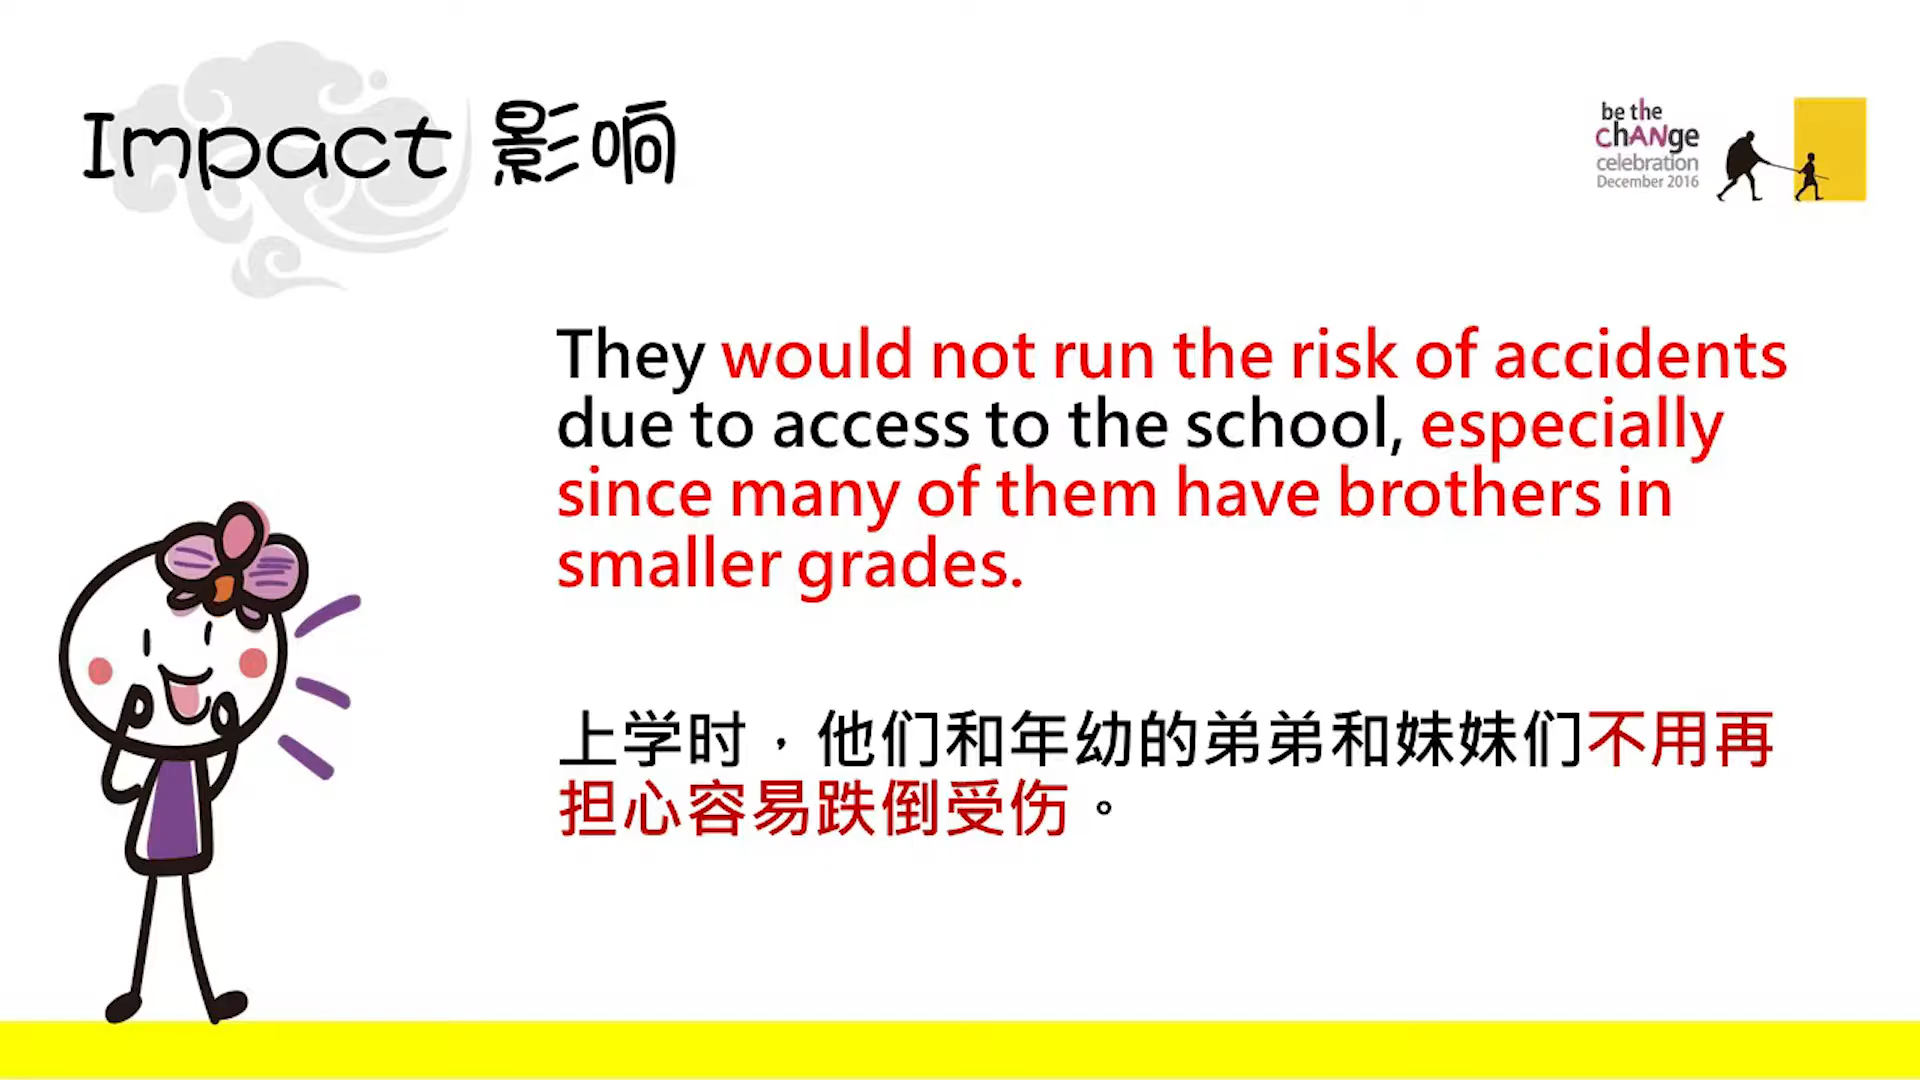 Impact 影响
be the
chANge
celebration
December 2016
They would not run the risk of accidents
due to access to the school, especially
since many of them have brothers in
smaller grades.
上学时，他们和年幼的弟弟和妹妹们不用再
担心容易跌倒受伤。